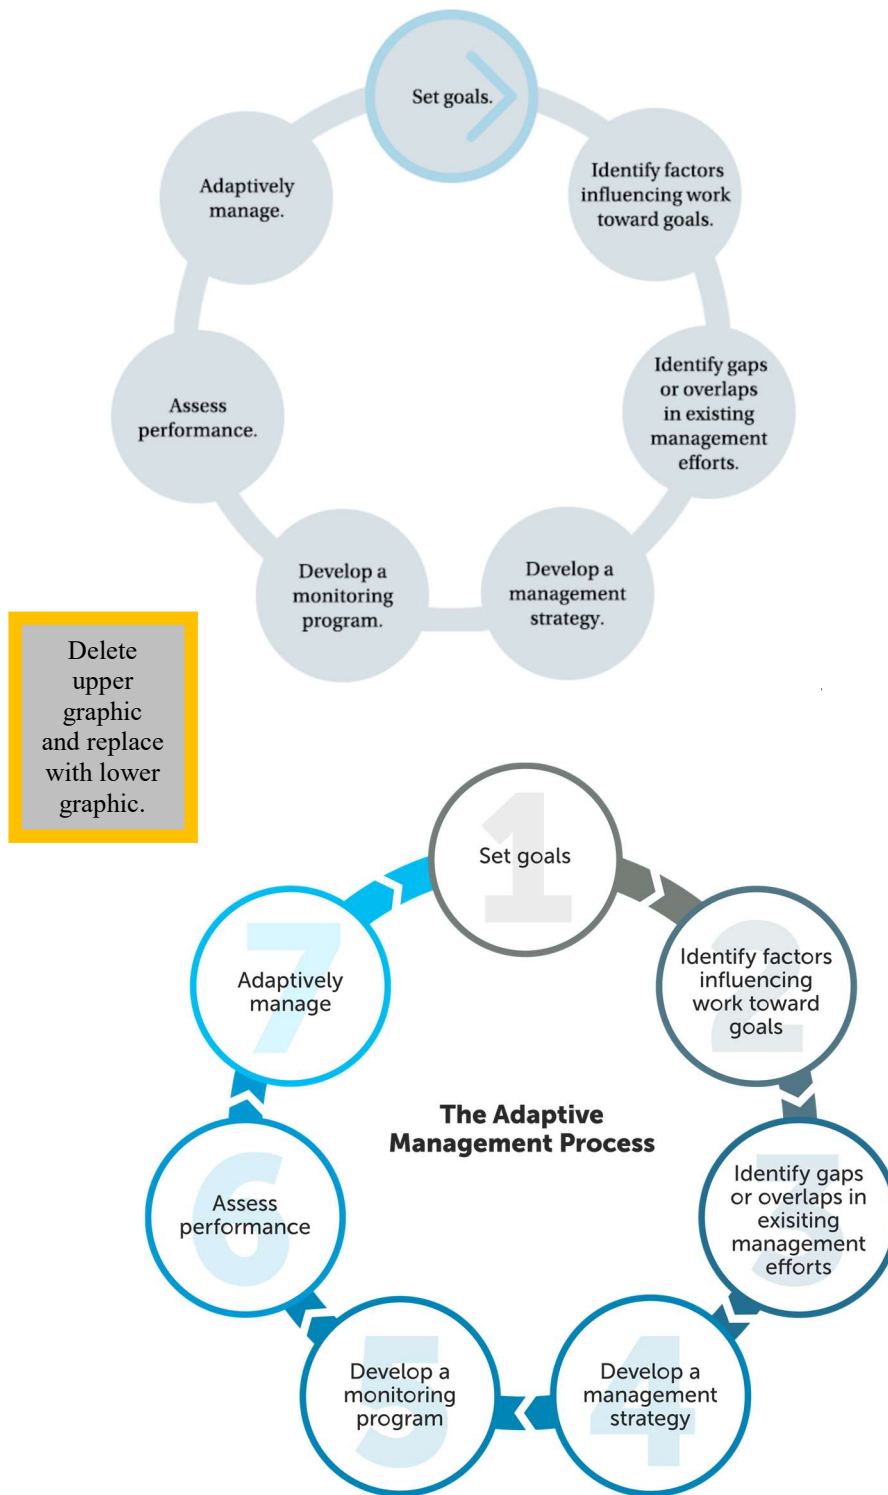 Set goals.
Identify factors
influencing work
toward goals.
Identify gaps
or overlaps
in existing
management
efforts.
Develop a
management
strategy.
Develop a
monitoring
program.
Assess
performance.
Adaptively
manage.
Delete
upper
graphic
and replace
with lower
graphic.
The Adaptive
Management Process
1
Set goals
2
Identify factors
influencing
work toward
goals
3
Identify gaps
or overlaps in
exisiting
management
efforts
4
Develop a
management
strategy
5
Develop a
monitoring
program
6
Assess
performance
7
Adaptively
manage